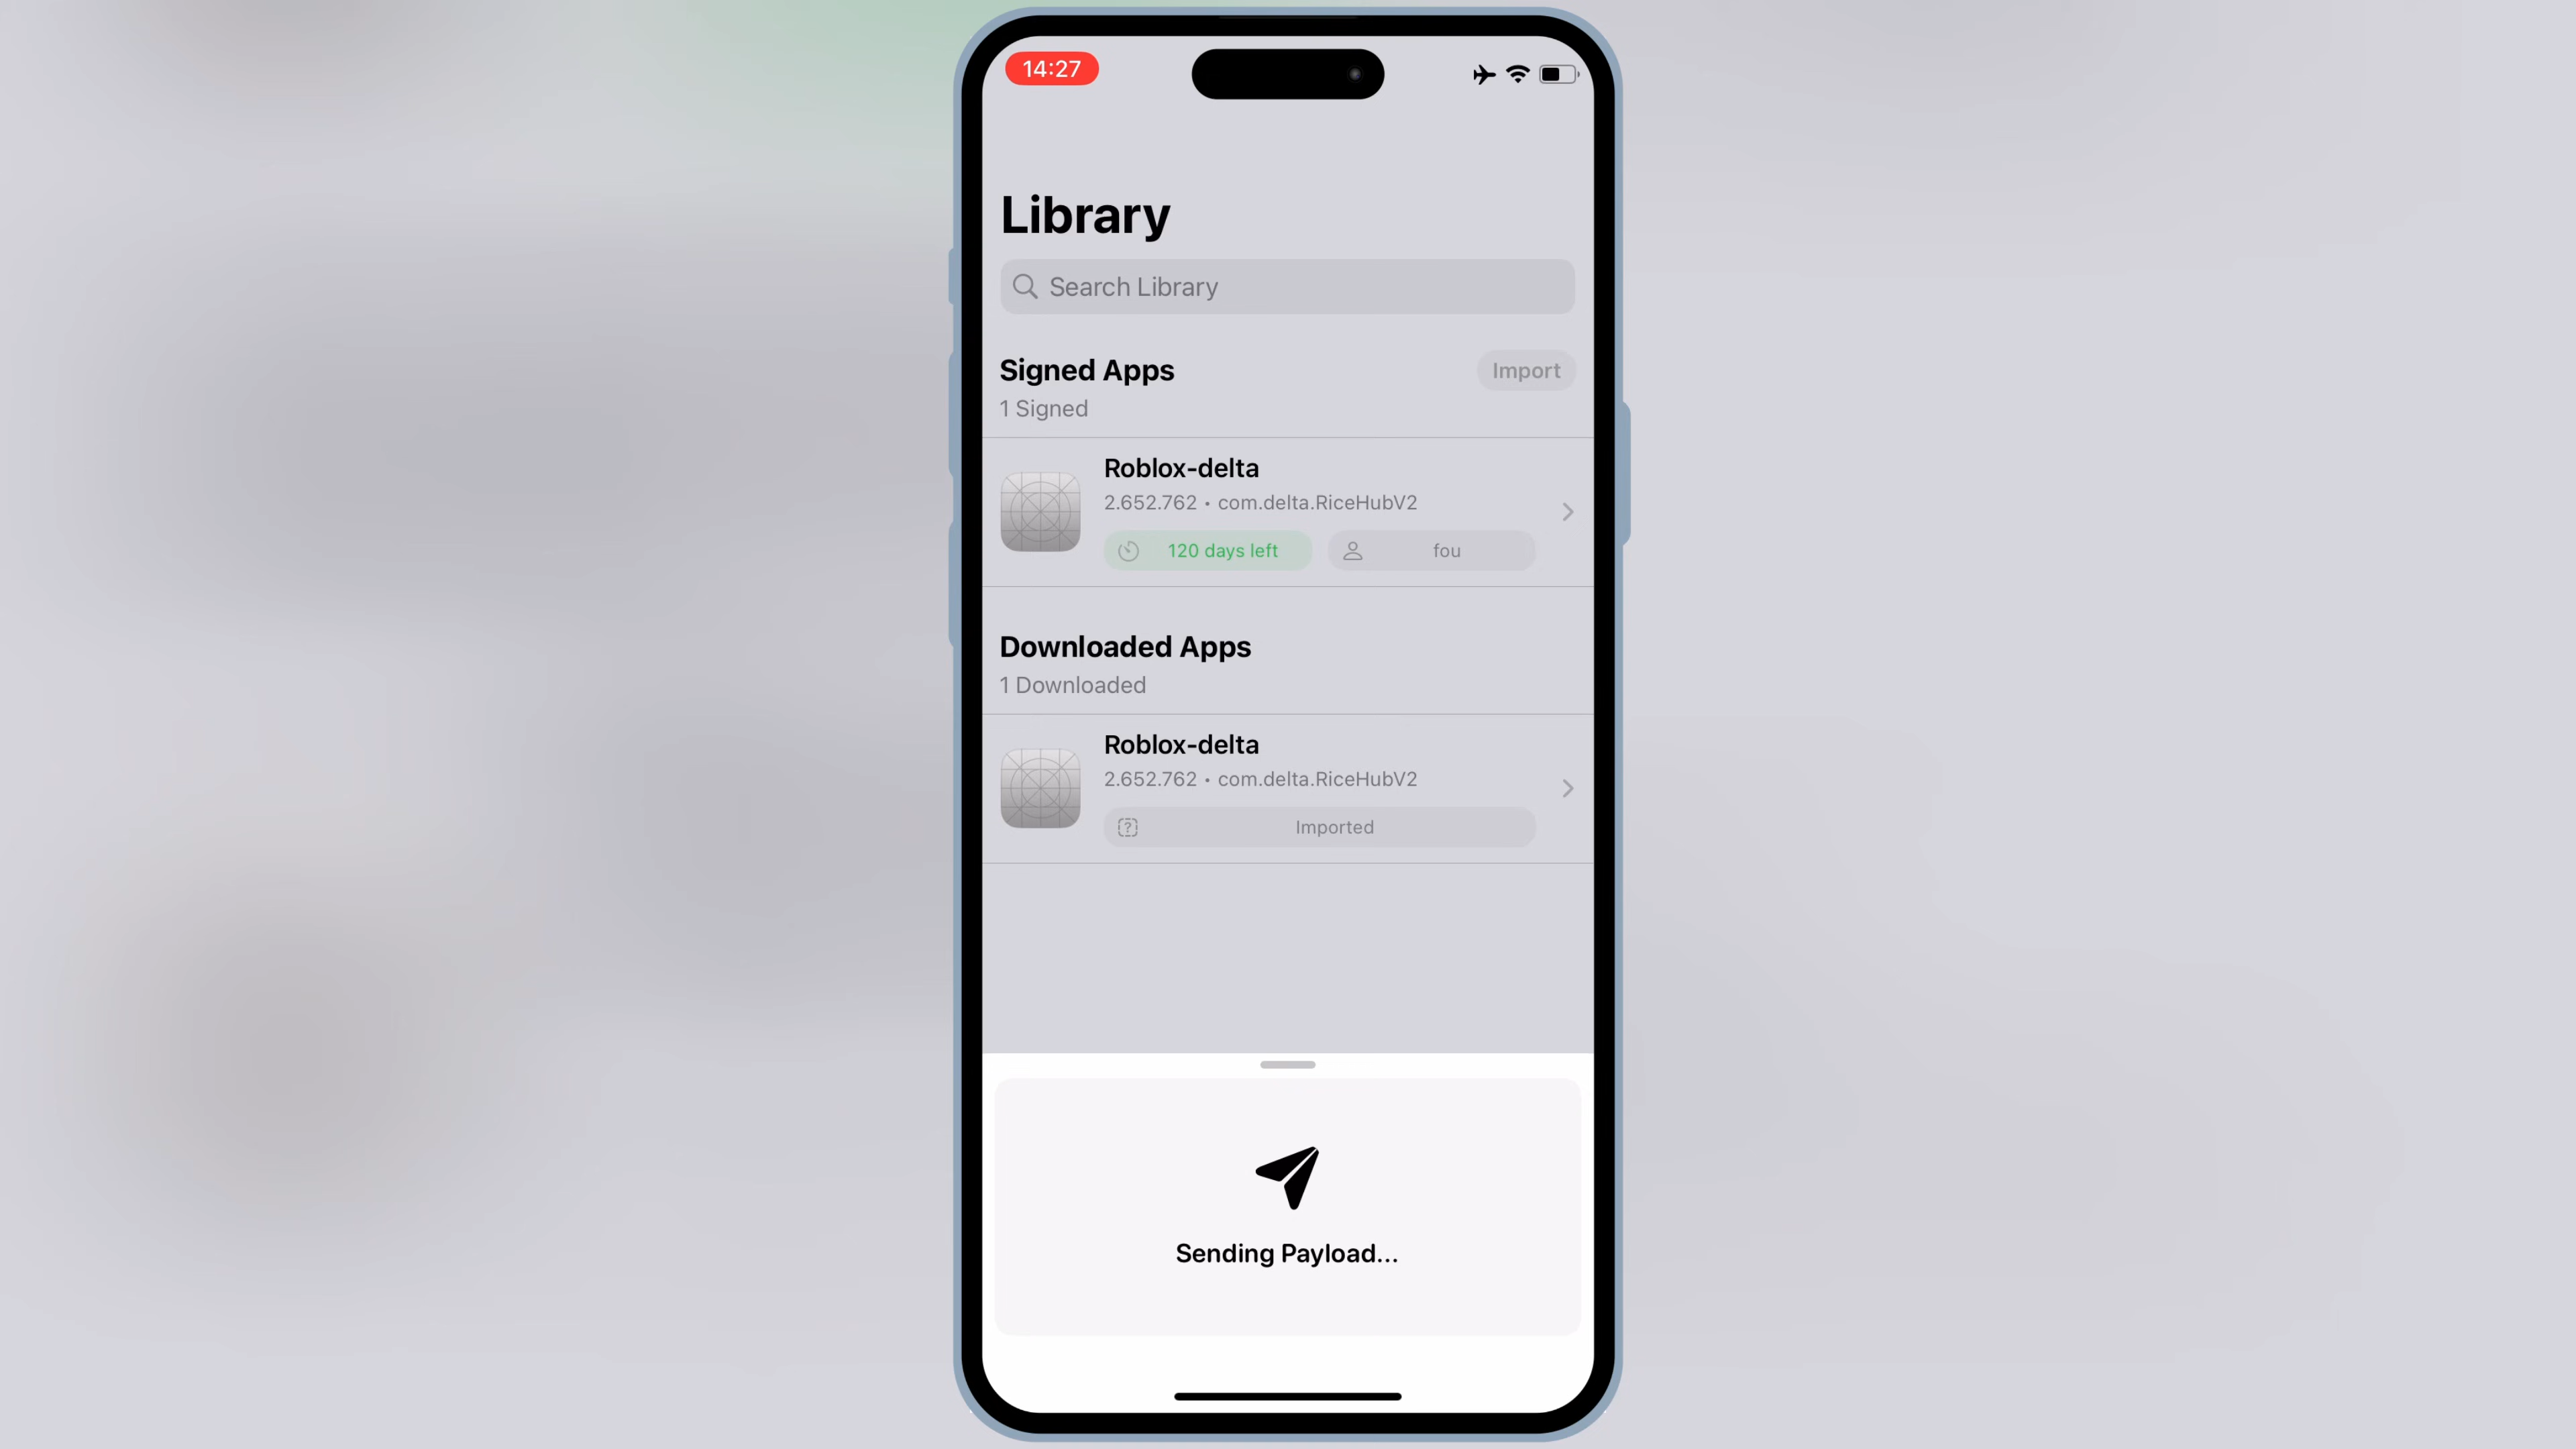 14:27
Library
Search Library
Signed Apps
Import
1 Signed
Roblox-delta
2.652.762 • com.delta.RiceHubV2
120 days left
fou
Downloaded Apps
1 Downloaded
Roblox-delta
2.652.762 • com.delta.RiceHubV2
Imported
Sending Payload...